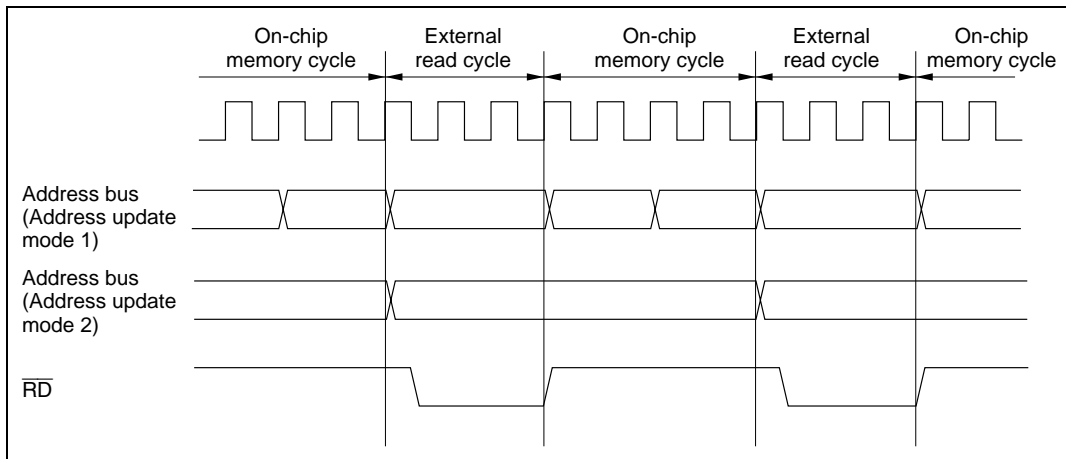 On-chip
memory cycle
External
read cycle
On-chip
memory cycle
External
read cycle
On-chip
memory cycle
Address bus
(Address update
mode 1)
Address bus
(Address update
mode 2)
R̅D̅